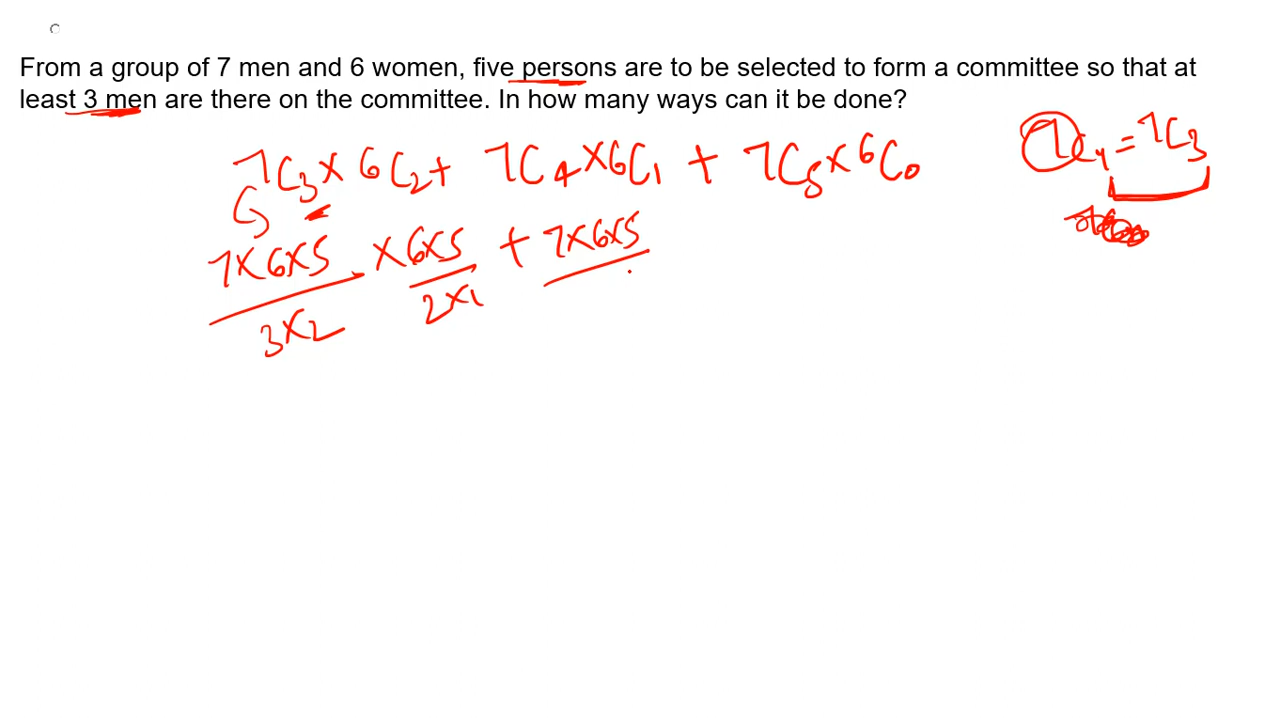 From a group of 7 men and 6 women, five persons are to be selected to form a committee so that at
least 3 men are there on the committee. In how many ways can it be done?
7C3 × 6C2 + 7C4 × 6C1 + 7C5 × 6C0
7C4 = 7C3
7×6×5 × 6×5 + 7×6×5
3×2 2×1